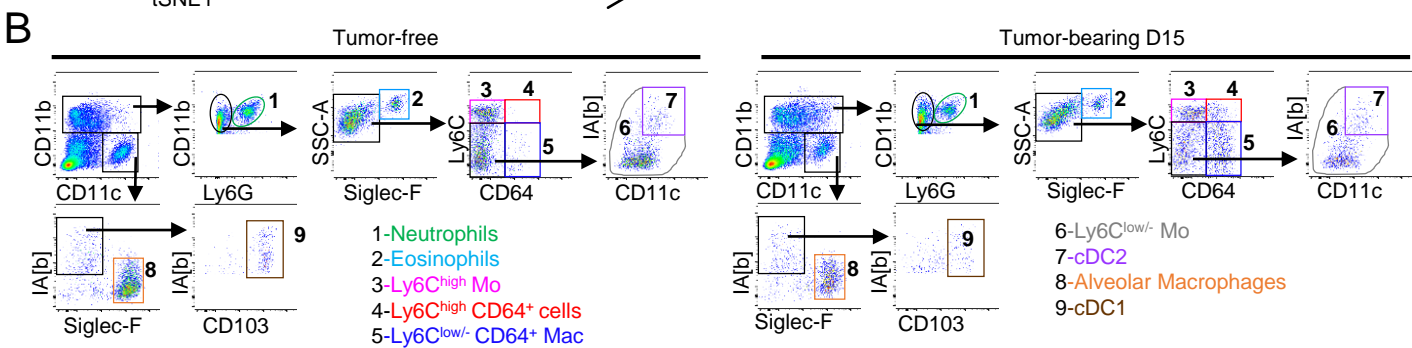 tSNE1
B
Tumor-free
Tumor-bearing D15
CD11b
CD11c
CD11b
Ly6G
1
SSC-A
Siglec-F
2
Ly6C
CD64
3
4
5
IA[b]
CD11c
6
7
CD11b
CD11c
CD11b
Ly6G
1
SSC-A
Siglec-F
2
Ly6C
CD64
3
4
5
IA[b]
CD11c
6
7
IA[b]
Siglec-F
8
IA[b]
CD103
9
1-Neutrophils
2-Eosinophils
3-Ly6Chigh Mo
4-Ly6Chigh CD64+ cells
5-Ly6Clow/- CD64+ Mac
IA[b]
Siglec-F
8
IA[b]
CD103
9
6-Ly6Clow/- Mo
7-cDC2
8-Alveolar Macrophages
9-cDC1